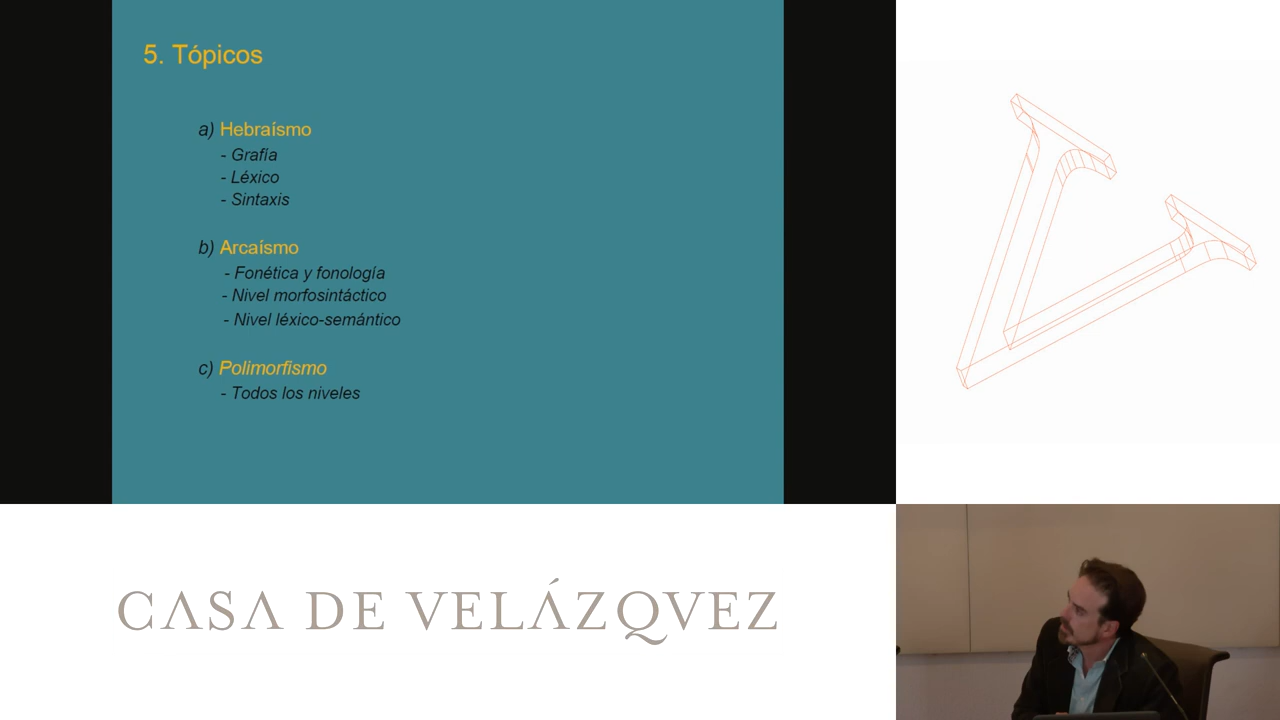 5. Tópicos
a) Hebraísmo
- Grafía
- Léxico
- Sintaxis
b) Arcaísmo
- Fonética y fonología
- Nivel morfosintáctico
- Nivel léxico-semántico
c) Polimorfismo
- Todos los niveles
CASA DE VELÁZQVEZ